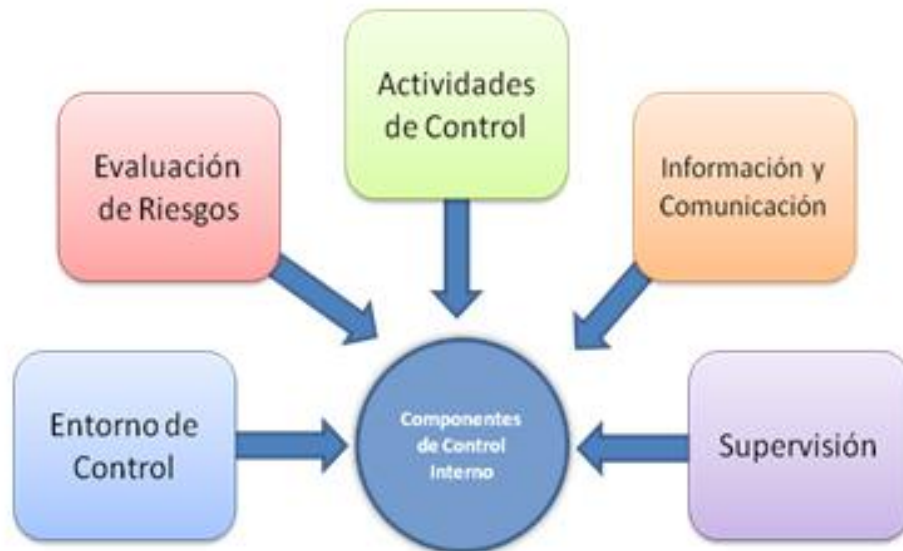 Actividades
de Control
Evaluación
de Riesgos
Información y
Comunicación
Entorno de
Control
Componentes
de Control
Interno
Supervisión